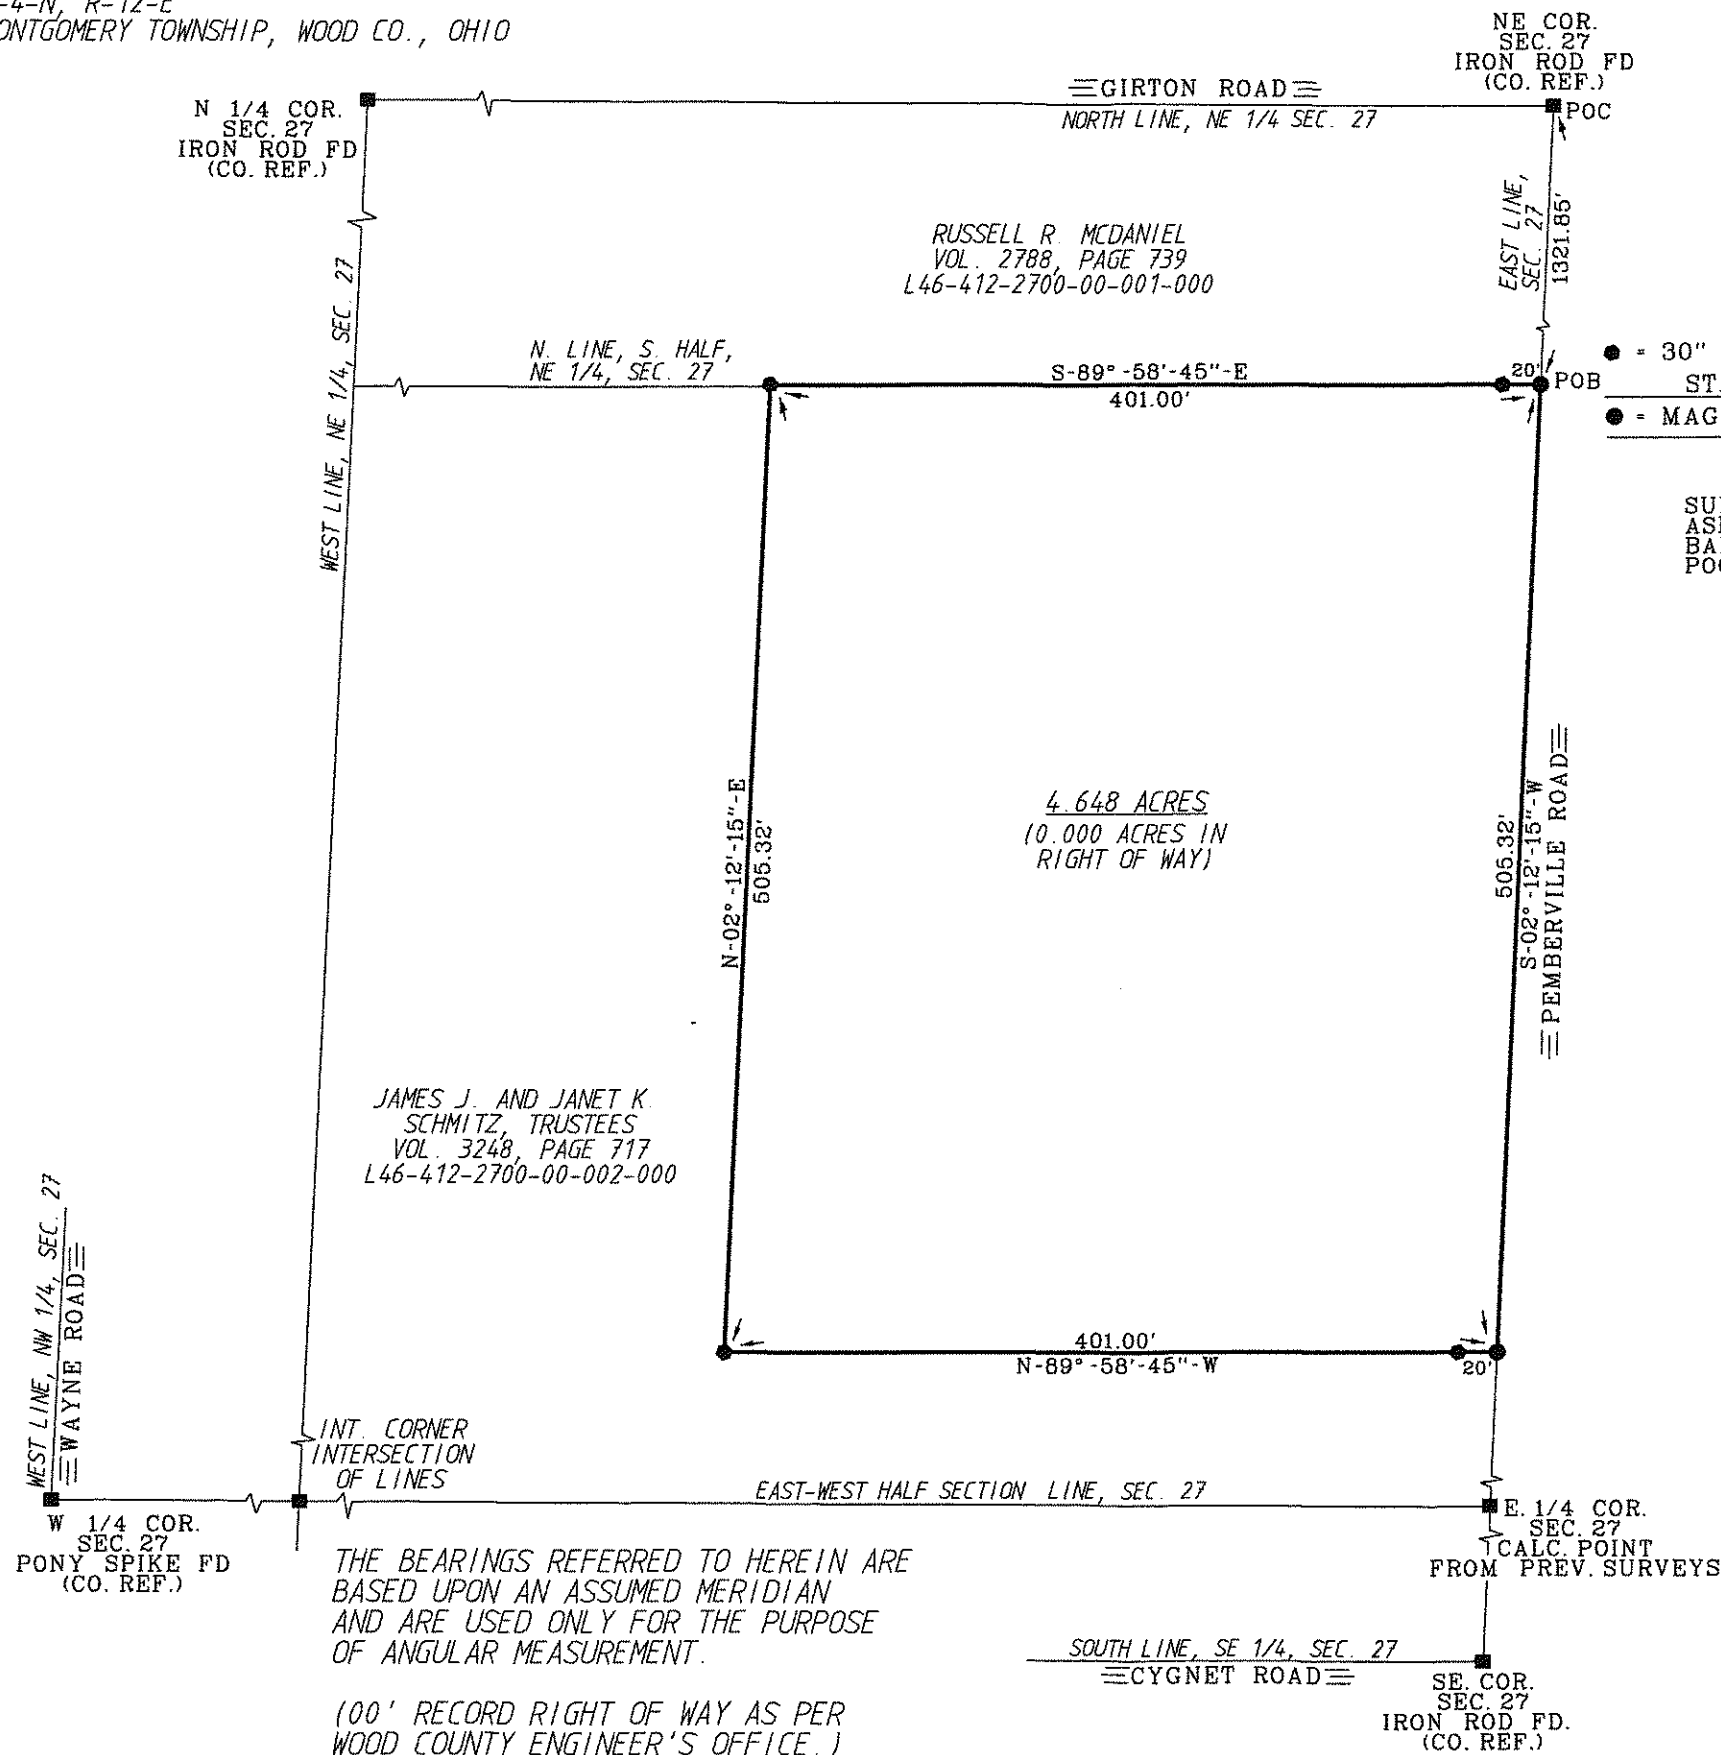 -4-N, R-12-E
ONTGOMERY TOWNSHIP, WOOD CO., OHIO
NE COR.
SEC. 27
IRON ROD FD
(CO. REF.)
POC
N 1/4 COR.
SEC. 27
IRON ROD FD
(CO. REF.)
GIRTON ROAD
NORTH LINE, NE 1/4 SEC. 27
EAST LINE,
SEC. 27
1321.85'
RUSSELL R. MCDANIEL
VOL. 2788, PAGE 739
L46-412-2700-00-001-000
WEST LINE, NE 1/4, SEC. 27
N. LINE, S. HALF,
NE 1/4, SEC. 27
S-89°-58'-45"-E
401.00'
20'
POB
= 30"
ST.
= MAG
SU
AS
BA
PO
N-02°-12'-15"-E
505.32'
4.648 ACRES
(0.000 ACRES IN
RIGHT OF WAY)
505.32'
S-02°-12'-15"-W
PEMBERVILLE ROAD
JAMES J. AND JANET K.
SCHMITZ, TRUSTEES
VOL. 3248, PAGE 717
L46-412-2700-00-002-000
WEST LINE, NW 1/4, SEC. 27
WAYNE ROAD
401.00'
N-89°-58'-45"-W
20'
INT. CORNER
INTERSECTION
OF LINES
EAST-WEST HALF SECTION LINE, SEC. 27
W 1/4 COR.
SEC. 27
PONY SPIKE FD
(CO. REF.)
E. 1/4 COR.
SEC. 27
CALC. POINT
FROM PREV. SURVEYS
THE BEARINGS REFERRED TO HEREIN ARE
BASED UPON AN ASSUMED MERIDIAN
AND ARE USED ONLY FOR THE PURPOSE
OF ANGULAR MEASUREMENT.
SOUTH LINE, SE 1/4, SEC. 27
CYGNET ROAD
SE. COR.
SEC. 27
IRON ROD FD.
(CO. REF.)
(00' RECORD RIGHT OF WAY AS PER
WOOD COUNTY ENGINEER'S OFFICE.)